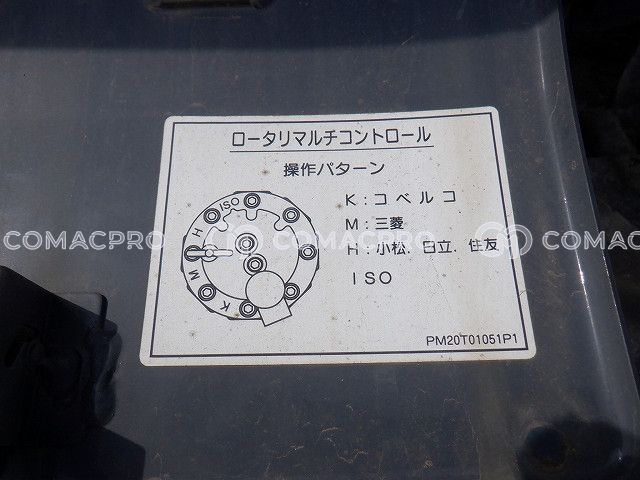 ロータリマルチコントロール
操作パターン
K：コベルコ
M：三菱
H：小松．日立．住友
ISO
ISO
H
M
K
PM20T01051P1
COMACPRO
COMACPRO
COMACPRO